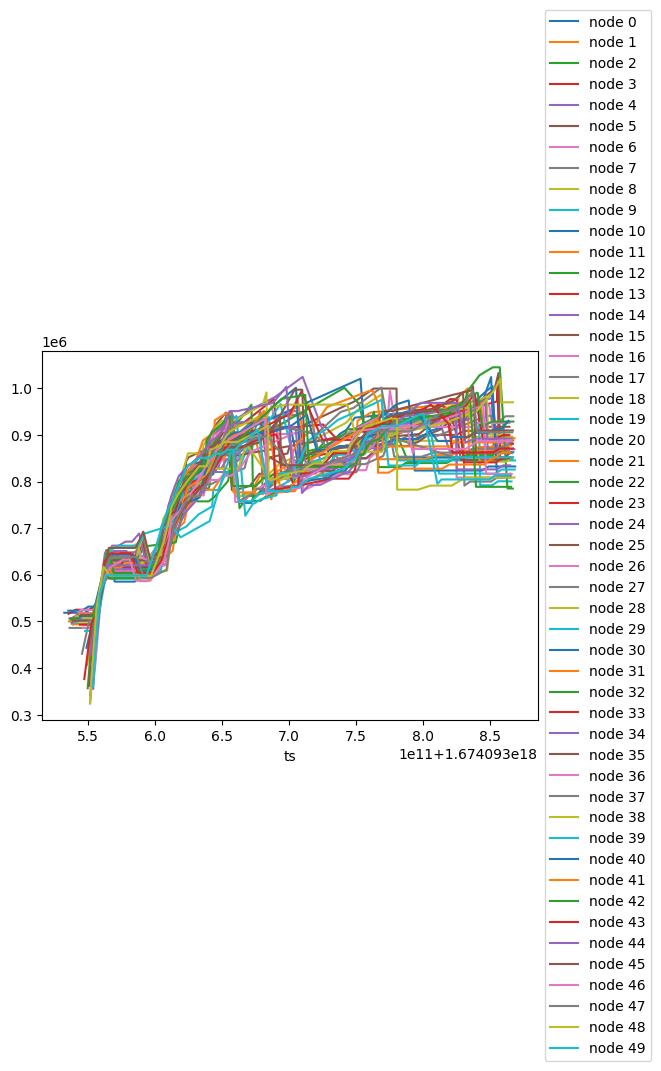 1e6
1.0
0.9
0.8
0.7
0.6
0.5
0.4
0.3
5.5 6.0 6.5 7.0 7.5 8.0 8.5
ts
1e11+1.674093e18
node 0
node 1
node 2
node 3
node 4
node 5
node 6
node 7
node 8
node 9
node 10
node 11
node 12
node 13
node 14
node 15
node 16
node 17
node 18
node 19
node 20
node 21
node 22
node 23
node 24
node 25
node 26
node 27
node 28
node 29
node 30
node 31
node 32
node 33
node 34
node 35
node 36
node 37
node 38
node 39
node 40
node 41
node 42
node 43
node 44
node 45
node 46
node 47
node 48
node 49